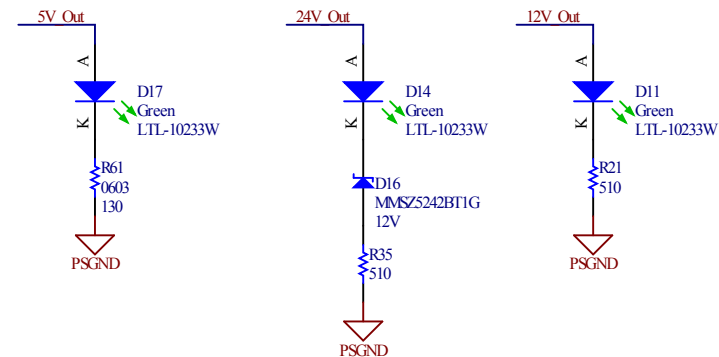 5V Out
A
D17
Green
LTL-10233W
K
R61
0603
130
PSGND
24V Out
A
D14
Green
LTL-10233W
K
D16
MMSZ5242BT1G
12V
R35
510
PSGND
12V Out
A
D11
Green
LTL-10233W
K
R21
510
PSGND